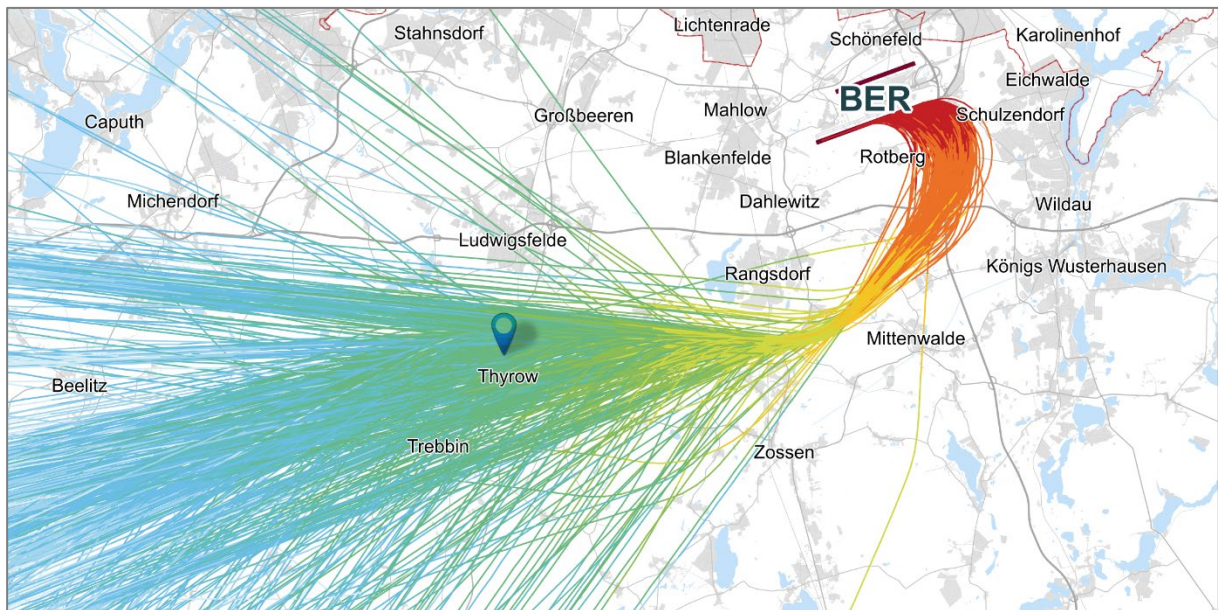 Lichtenrade
Stahnsdorf
Schönefeld
Karolinenhof
Eichwalde
BER
Mahlow
Großbeeren
Schulzendorf
Caputh
Blankenfelde
Rotberg
Michendorf
Dahlewitz
Wildau
Ludwigsfelde
Rangsdorf
Königs Wusterhausen
Mittenwalde
Thyrow
Beelitz
Trebbin
Zossen